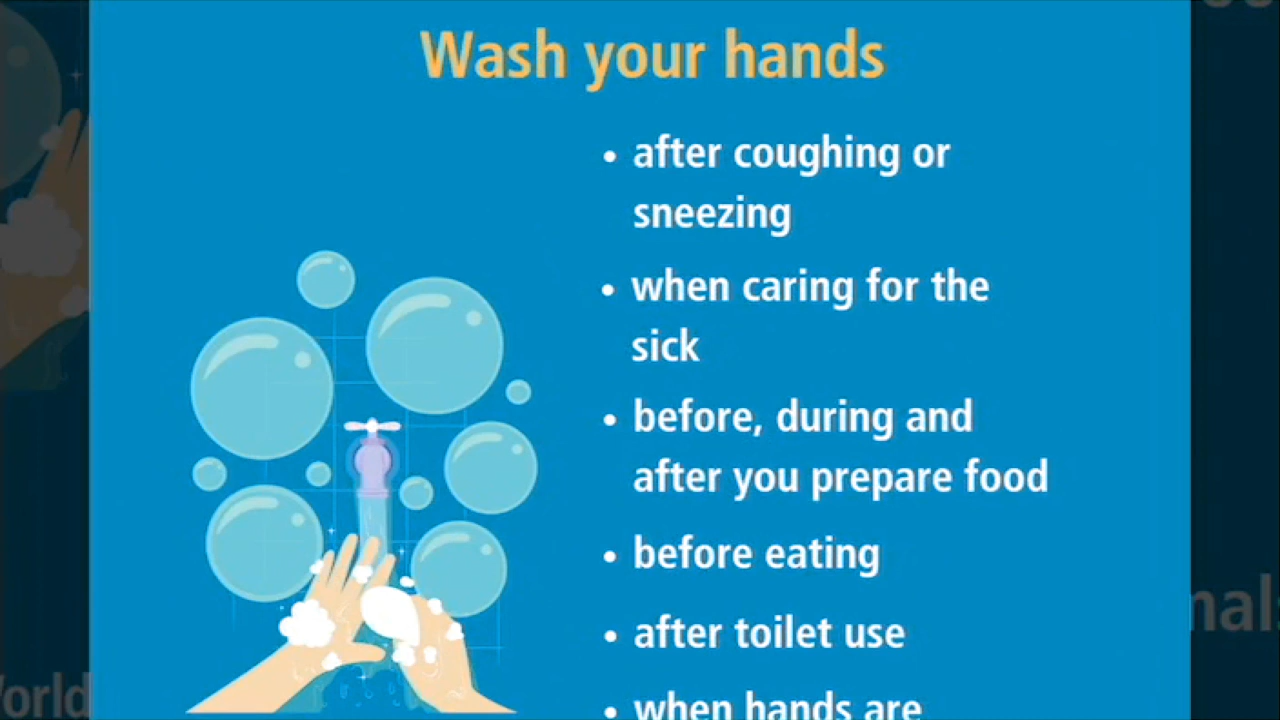 Wash your hands
• after coughing or
sneezing
• when caring for the
sick
• before, during and
after you prepare food
• before eating
• after toilet use
• when hands are